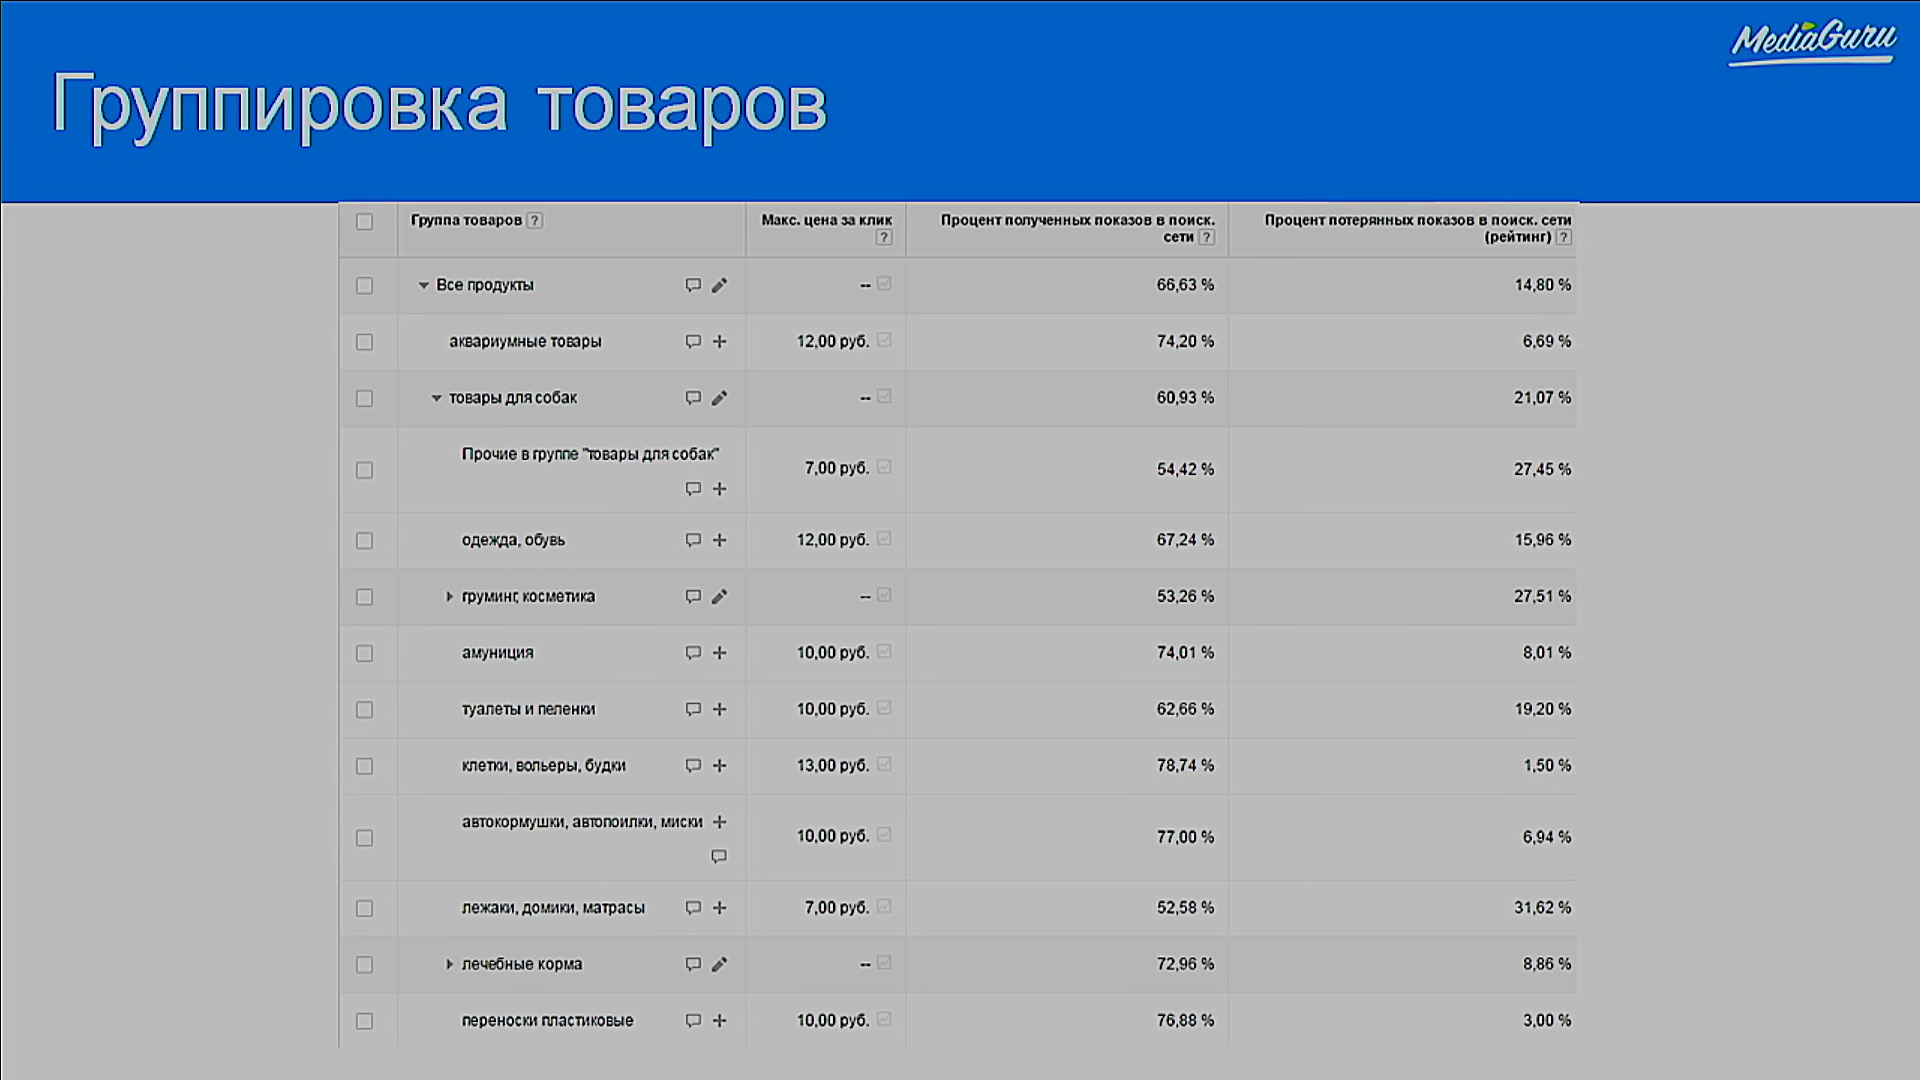 MediaGuru
Группировка товаров
Группа товаров ? Макс. цена за клик ? Процент полученных показов в поиск. сети ? Процент потерянных показов в поиск. сети (рейтинг) ?
Все продукты -- 66,63 % 14,80 %
аквариумные товары 12,00 руб. 74,20 % 6,69 %
товары для собак -- 60,93 % 21,07 %
Прочие в группе "товары для собак" 7,00 руб. 54,42 % 27,45 %
одежда, обувь 12,00 руб. 67,24 % 15,96 %
груминг, косметика -- 53,26 % 27,51 %
амуниция 10,00 руб. 74,01 % 8,01 %
туалеты и пеленки 10,00 руб. 62,66 % 19,20 %
клетки, вольеры, будки 13,00 руб. 78,74 % 1,50 %
автокормушки, автопоилки, миски 10,00 руб. 77,00 % 6,94 %
лежаки, домики, матрасы 7,00 руб. 52,58 % 31,62 %
лечебные корма -- 72,96 % 8,86 %
переноски пластиковые 10,00 руб. 76,88 % 3,00 %